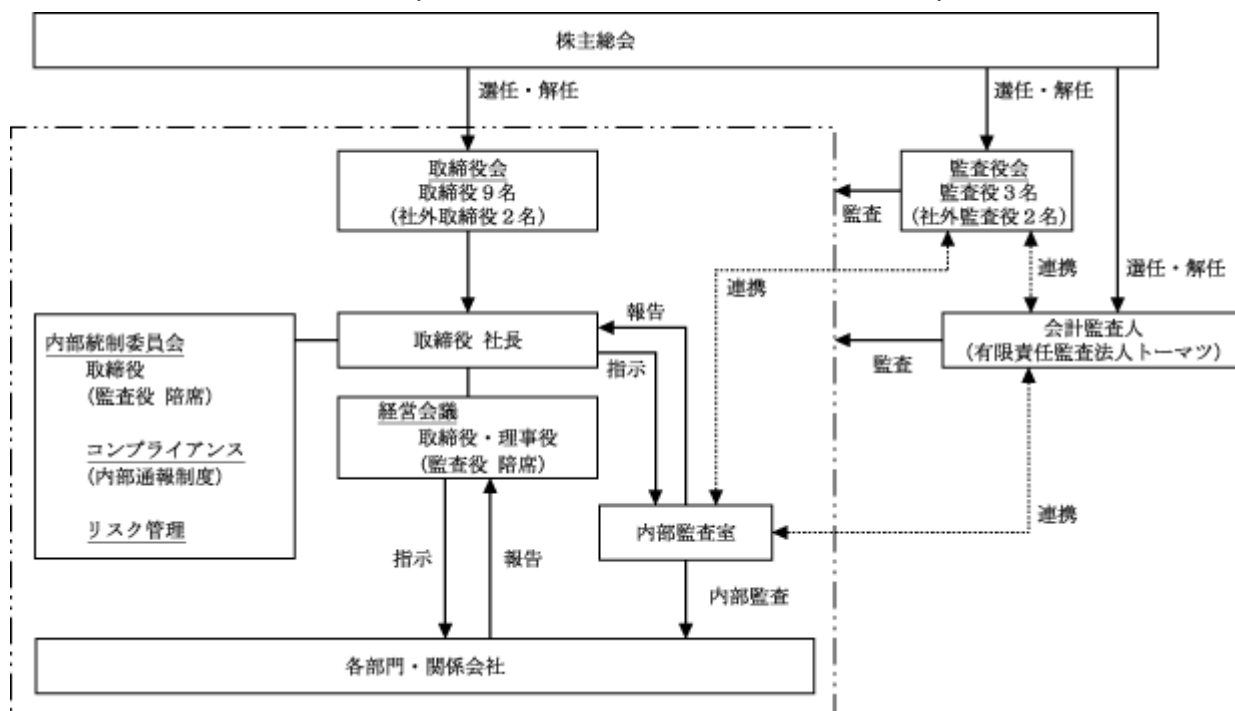 株主総会
選任・解任
選任・解任
取締役会
取締役9名
(社外取締役2名)
監査役会
監査役3名
(社外監査役2名)
監査
連携
連携
選任・解任
報告
内部統制委員会
取締役
(監査役 陪席)
コンプライアンス
(内部通報制度)
リスク管理
取締役 社長
指示
会計監査人
(有限責任監査法人トーマツ)
監査
経営会議
取締役・理事役
(監査役 陪席)
内部監査室
連携
指示
報告
内部監査
各部門・関係会社